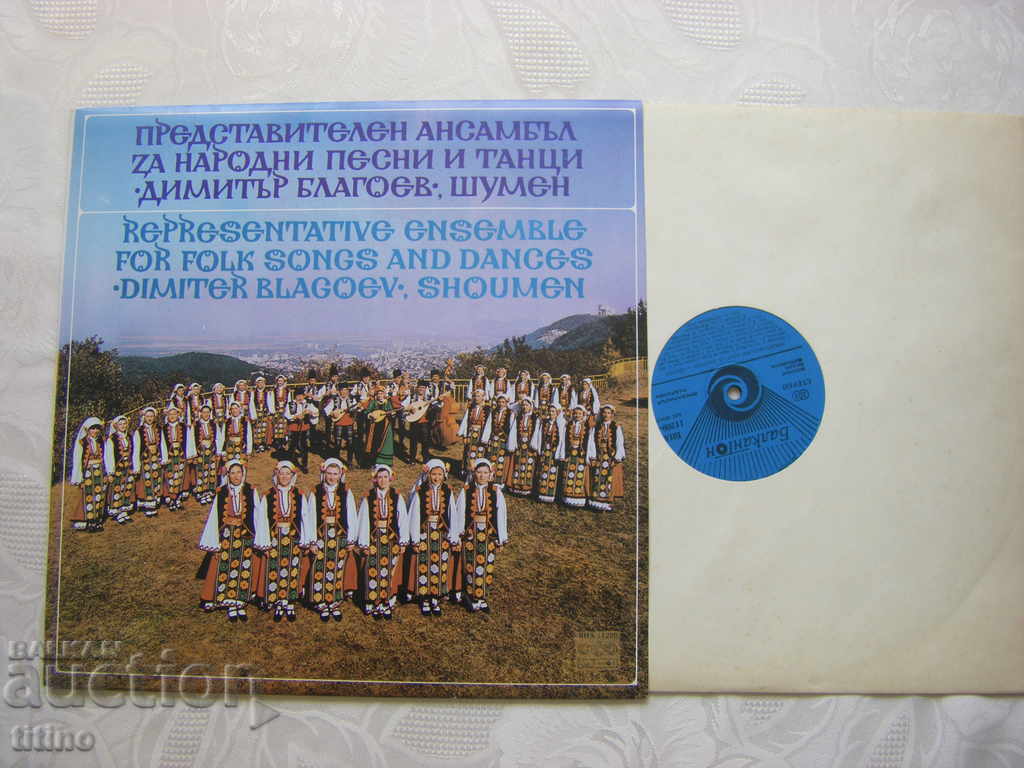 ПРЕДСТАВИТЕЛЕН АНСАМБЪЛ
ЗА НАРОДНИ ПЕСНИ И ТАНЦИ
·ДИМИТЪР БЛАГОЕВ·, ШУМЕН
REPRESENTATIVE ENSEMBLE
FOR FOLK SONGS AND DANCES
·DIMITER BLAGOEV·, SHOUMEN
СТЕРЕО
Балкантон
BALKAN
auction
titino